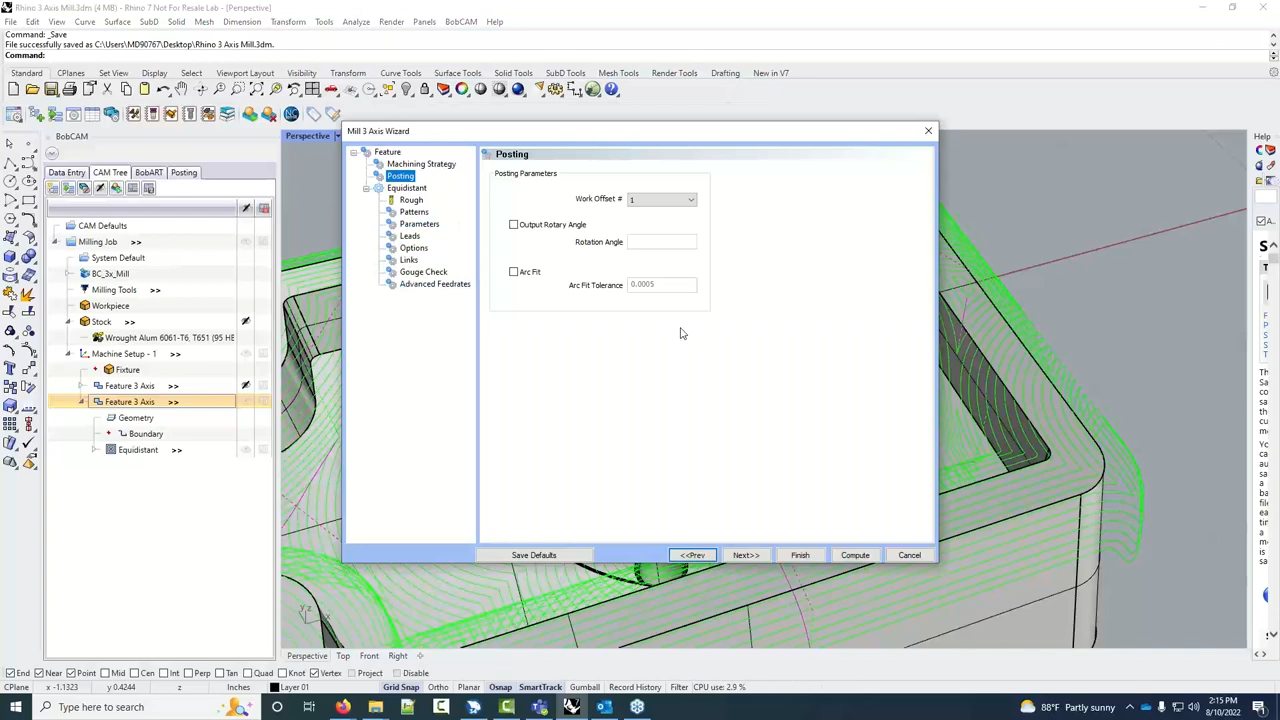 Rhino 3 Axis Mill.3dm (4 MB) - Rhino 7 Not For Resale Lab - [Perspective]
File Edit View Curve Surface SubD Solid Mesh Dimension Transform Tools Analyze Render Panels BobCAM Help
Command: _Save
File successfully saved as C:\Users\MD90767\Desktop\Rhino 3 Axis Mill.3dm.
Command:
Standard CPlanes Set View Display Select Viewport Layout Visibility Transform Curve Tools Surface Tools Solid Tools SubD Tools Mesh Tools Render Tools Drafting New in V7
BobCAM
Perspective
Help
Data Entry CAM Tree BobART Posting
CAM Defaults
Milling Job >>
System Default
BC_3x_Mill
Milling Tools >>
Workpiece
Stock >>
Wrought Alum 6061-T6, T651 (95 HB
Machine Setup - 1 >>
Fixture
Feature 3 Axis >>
Feature 3 Axis >>
Geometry
Boundary
Equidistant >>
Mill 3 Axis Wizard
Feature
Machining Strategy
Posting
Equidistant
Rough
Patterns
Parameters
Leads
Options
Links
Gouge Check
Advanced Feedrates
Posting
Posting Parameters
Work Offset # 1
Output Rotary Angle
Rotation Angle
Arc Fit
Arc Fit Tolerance 0.0005
Save Defaults <<Prev Next>> Finish Compute Cancel
Perspective Top Front Right
End Near Point Mid Cen Int Perp Tan Quad Knot Vertex Project Disable
CPlane x -1.1323 y 0.4244 z Inches Layer 01 Grid Snap Ortho Planar Osnap SmartTrack Gumball Record History Filter CPU use: 2.9 %
Type here to search
88°F Partly sunny
2:15 PM
8/10/2022